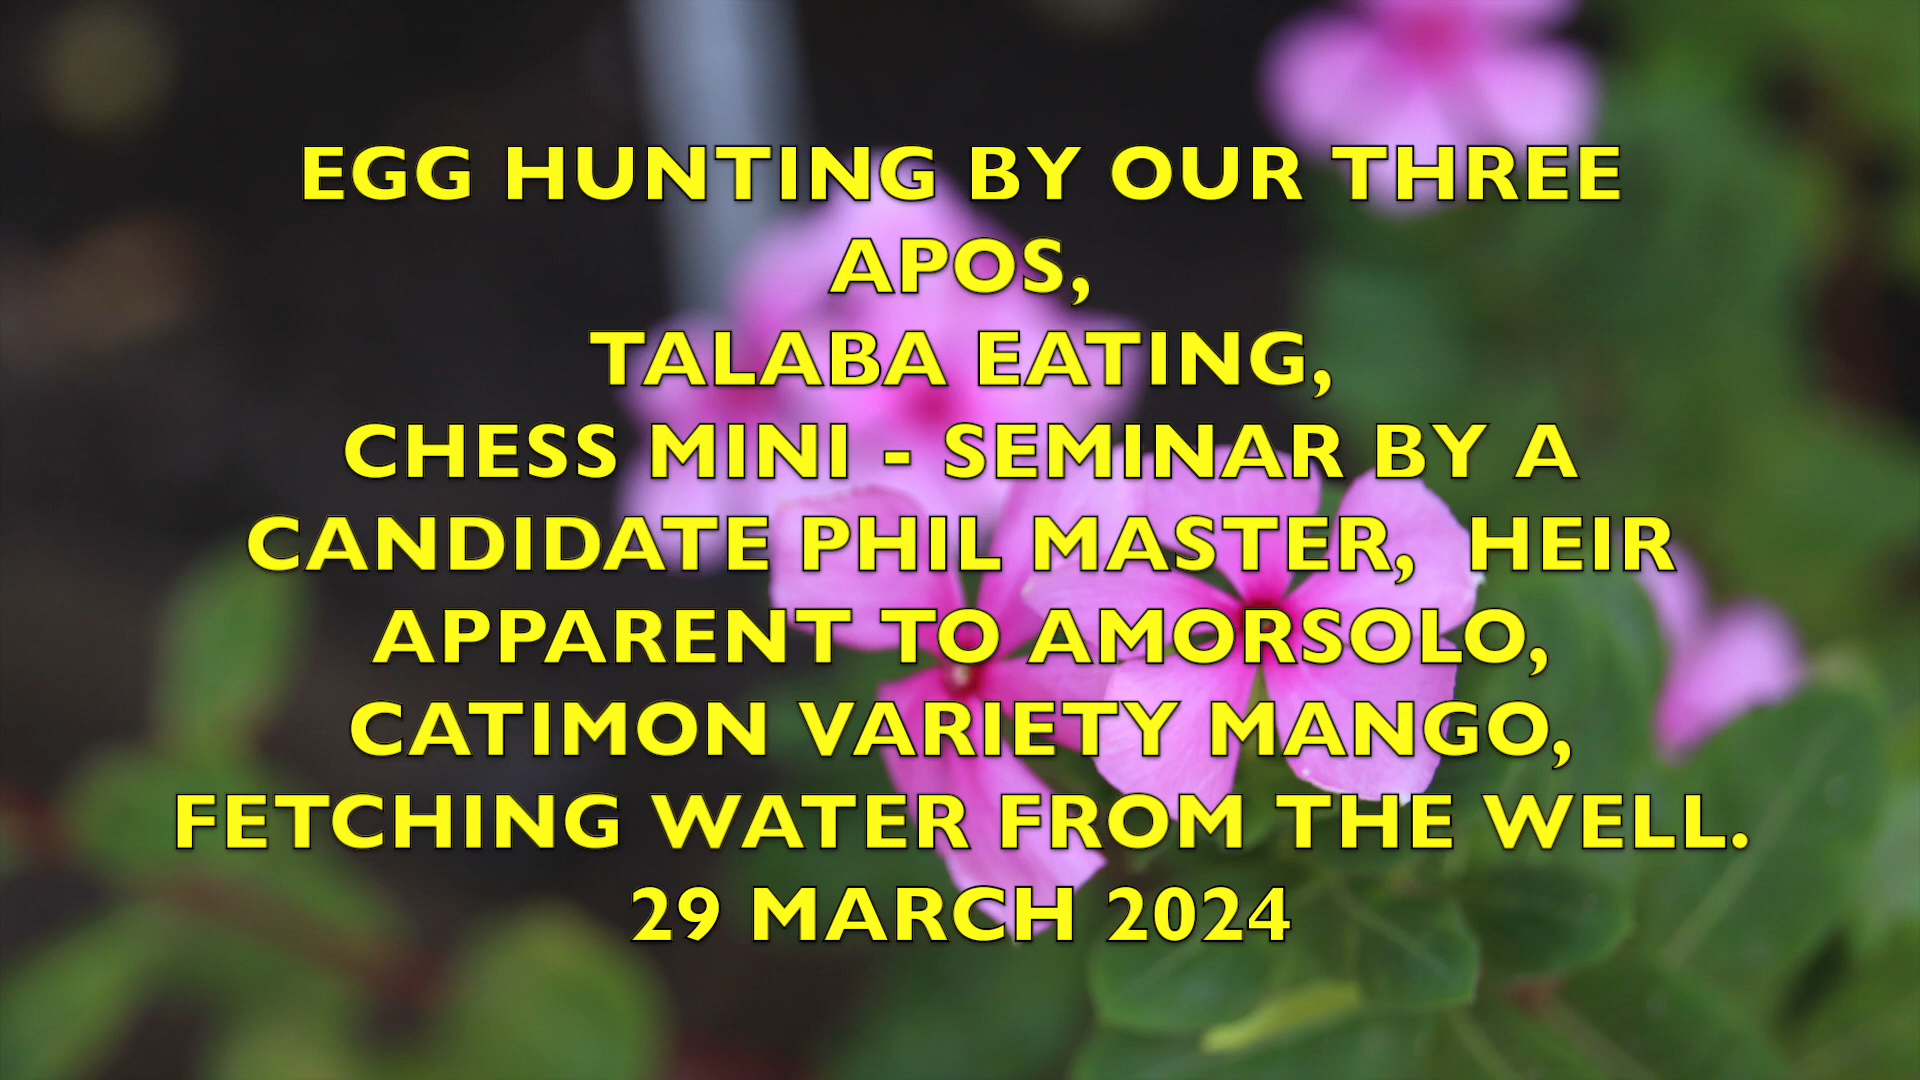 EGG HUNTING BY OUR THREE
APOS,
TALABA EATING,
CHESS MINI - SEMINAR BY A
CANDIDATE PHIL MASTER,  HEIR
APPARENT TO AMORSOLO,
CATIMON VARIETY MANGO,
FETCHING WATER FROM THE WELL.
29 MARCH 2024